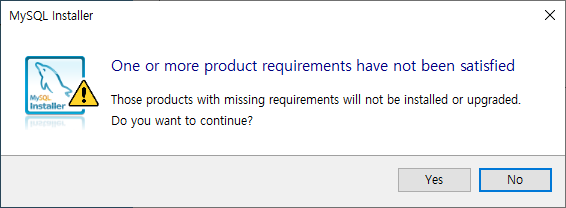 MySQL Installer
One or more product requirements have not been satisfied
MySQL
Installer
Those products with missing requirements will not be installed or upgraded.
Do you want to continue?
Yes
No